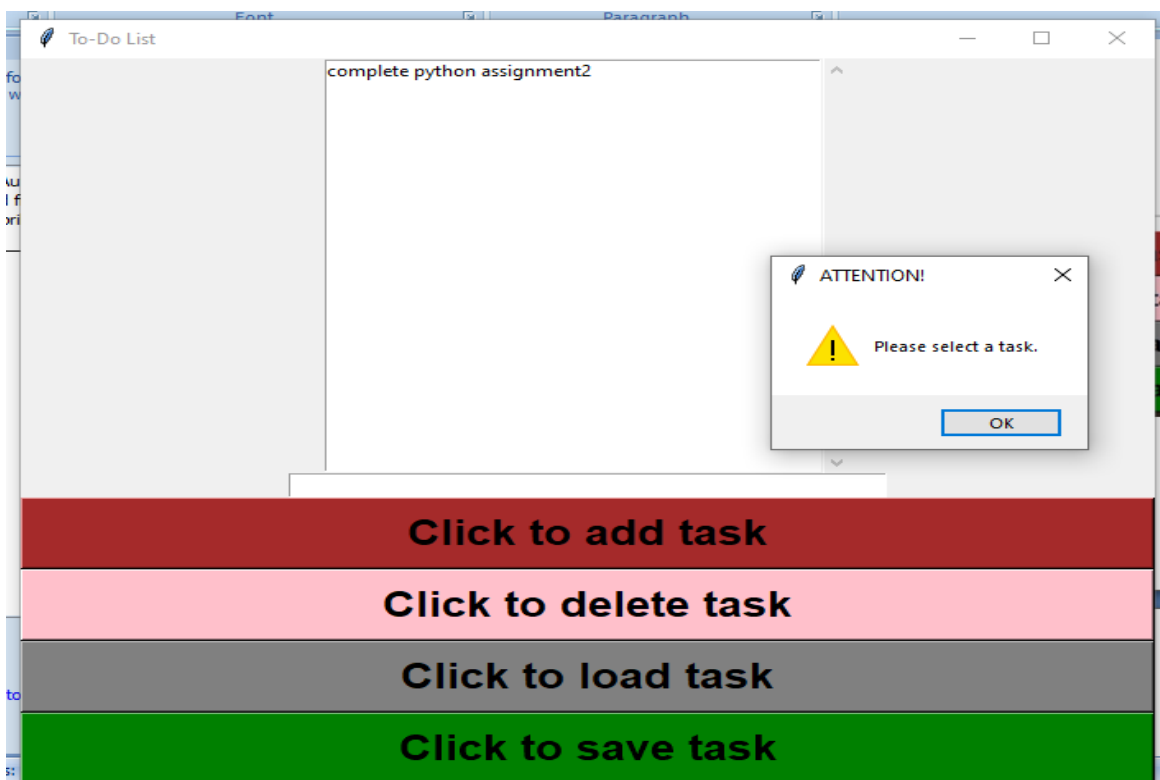 Font Paragraph
To-Do List
complete python assignment2
ATTENTION!
Please select a task.
OK
Click to add task
Click to delete task
Click to load task
Click to save task